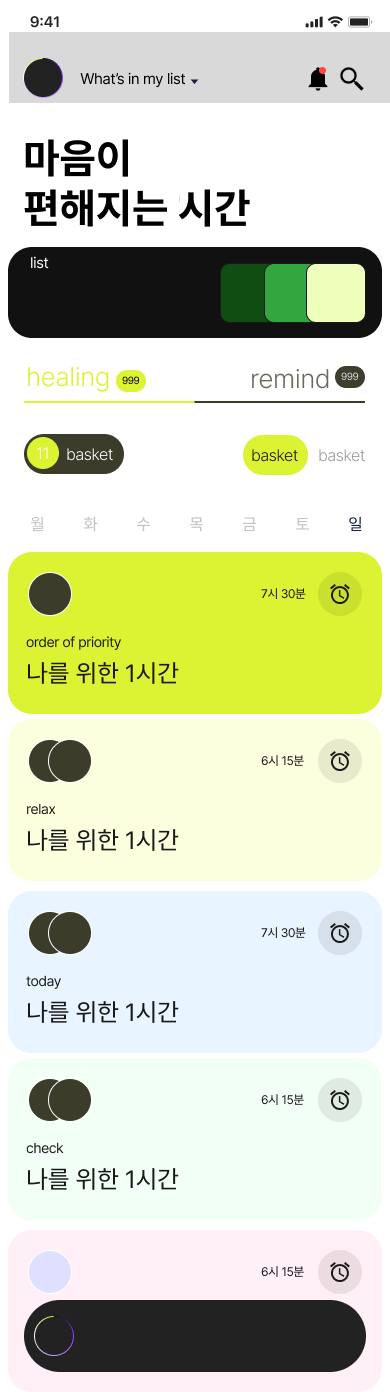 9:41
What's in my list
마음이
편해지는 시간
list
healing 999
remind 999
11 basket
basket basket
월 화 수 목 금 토 일
7시 30분
order of priority
나를 위한 1시간
6시 15분
relax
나를 위한 1시간
7시 30분
today
나를 위한 1시간
6시 15분
check
나를 위한 1시간
6시 15분